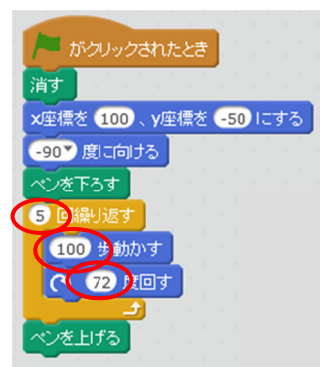 がクリックされたとき
消す
x座標を 100 、y座標を -50 にする
-90 度に向ける
ペンを下ろす
5 回繰り返す
100 歩動かす
72 度回す
ペンを上げる